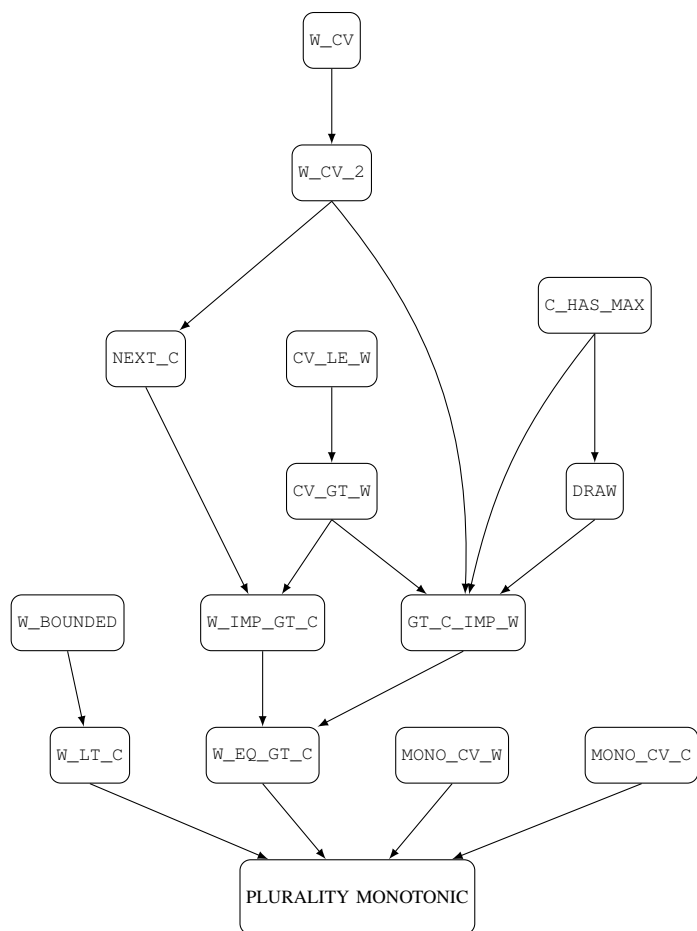 W_CV
W_CV_2
C_HAS_MAX
NEXT_C
CV_LE_W
CV_GT_W
DRAW
W_BOUNDED
W_IMP_GT_C
GT_C_IMP_W
W_LT_C
W_EQ_GT_C
MONO_CV_W
MONO_CV_C
PLURALITY MONOTONIC